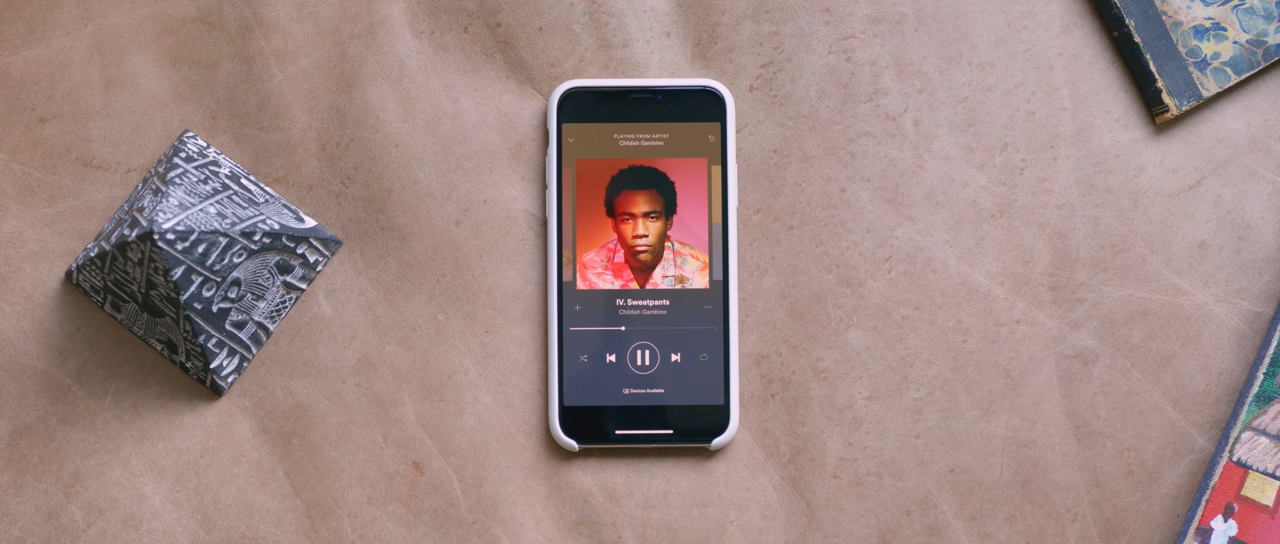 PLAYING FROM ARTIST
Childish Gambino
IV. Sweatpants
Childish Gambino
Devices Available